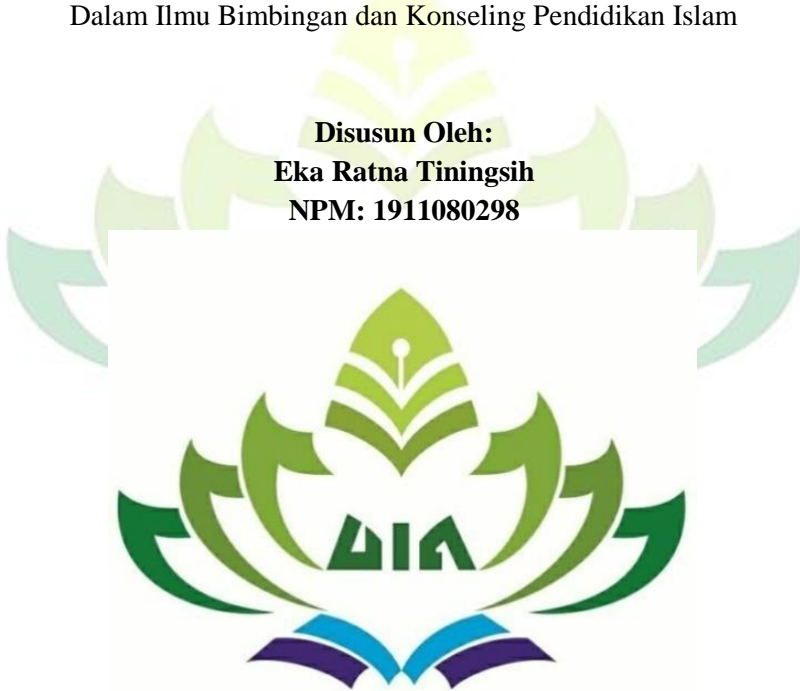 Dalam Ilmu Bimbingan dan Konseling Pendidikan Islam
Disusun Oleh:
Eka Ratna Tiningsih
NPM: 1911080298
UIN